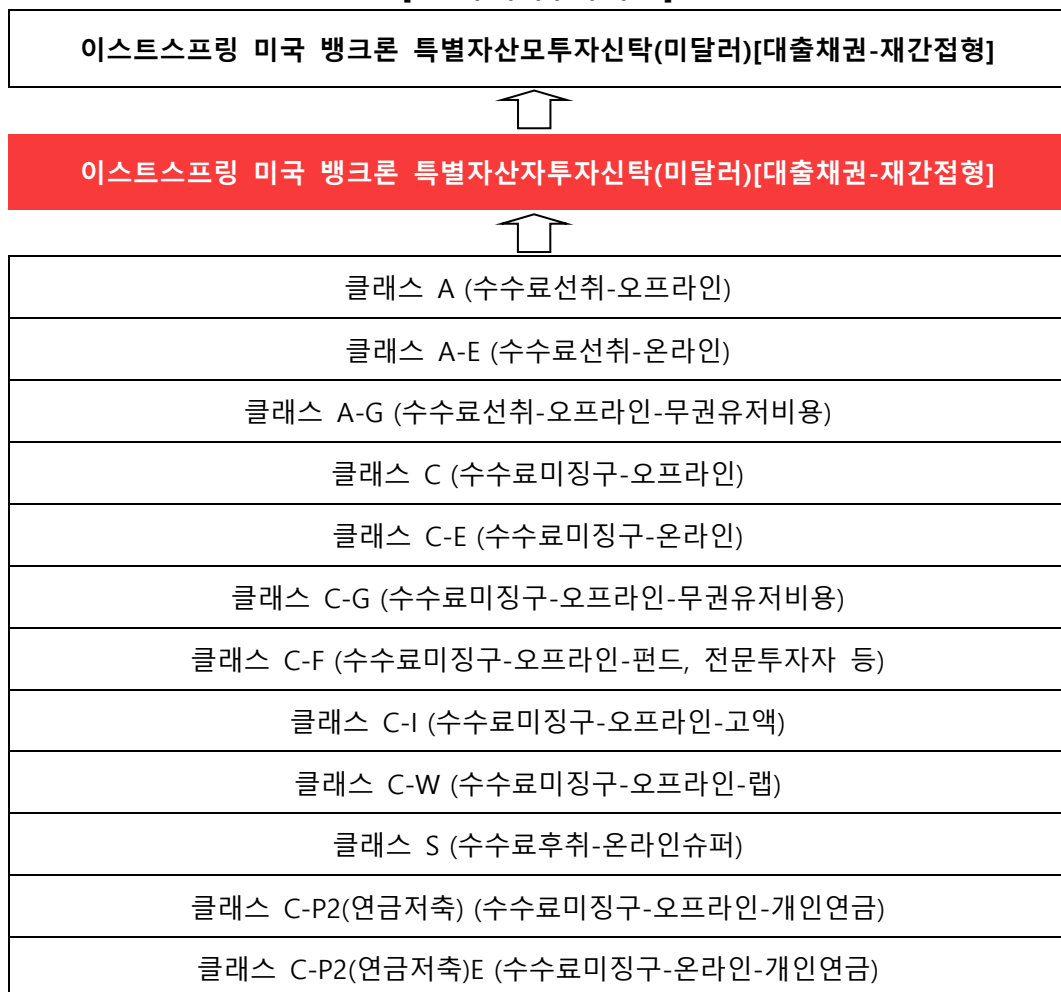 이스트스프링 미국 뱅크론 특별자산모투자신탁(미달러)[대출채권-재간접형]
이스트스프링 미국 뱅크론 특별자산자투자신탁(미달러)[대출채권-재간접형]
클래스 A (수수료선취-오프라인)
클래스 A-E (수수료선취-온라인)
클래스 A-G (수수료선취-오프라인-무권유저비용)
클래스 C (수수료미징구-오프라인)
클래스 C-E (수수료미징구-온라인)
클래스 C-G (수수료미징구-오프라인-무권유저비용)
클래스 C-F (수수료미징구-오프라인-펀드, 전문투자자 등)
클래스 C-I (수수료미징구-오프라인-고액)
클래스 C-W (수수료미징구-오프라인-랩)
클래스 S (수수료후취-온라인슈퍼)
클래스 C-P2(연금저축) (수수료미징구-오프라인-개인연금)
클래스 C-P2(연금저축)E (수수료미징구-온라인-개인연금)